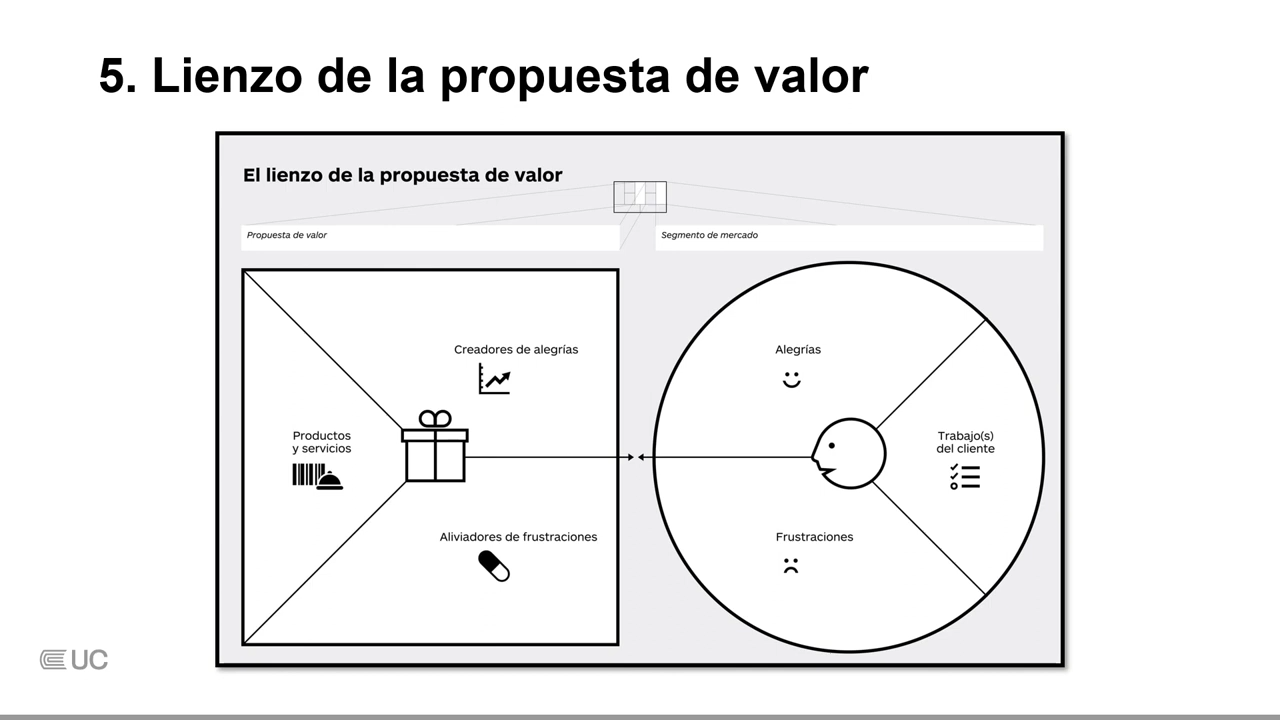 5. Lienzo de la propuesta de valor
El lienzo de la propuesta de valor
Propuesta de valor
Segmento de mercado
Creadores de alegrías
Productos
y servicios
Aliviadores de frustraciones
Alegrías
Trabajo(s)
del cliente
Frustraciones
UC